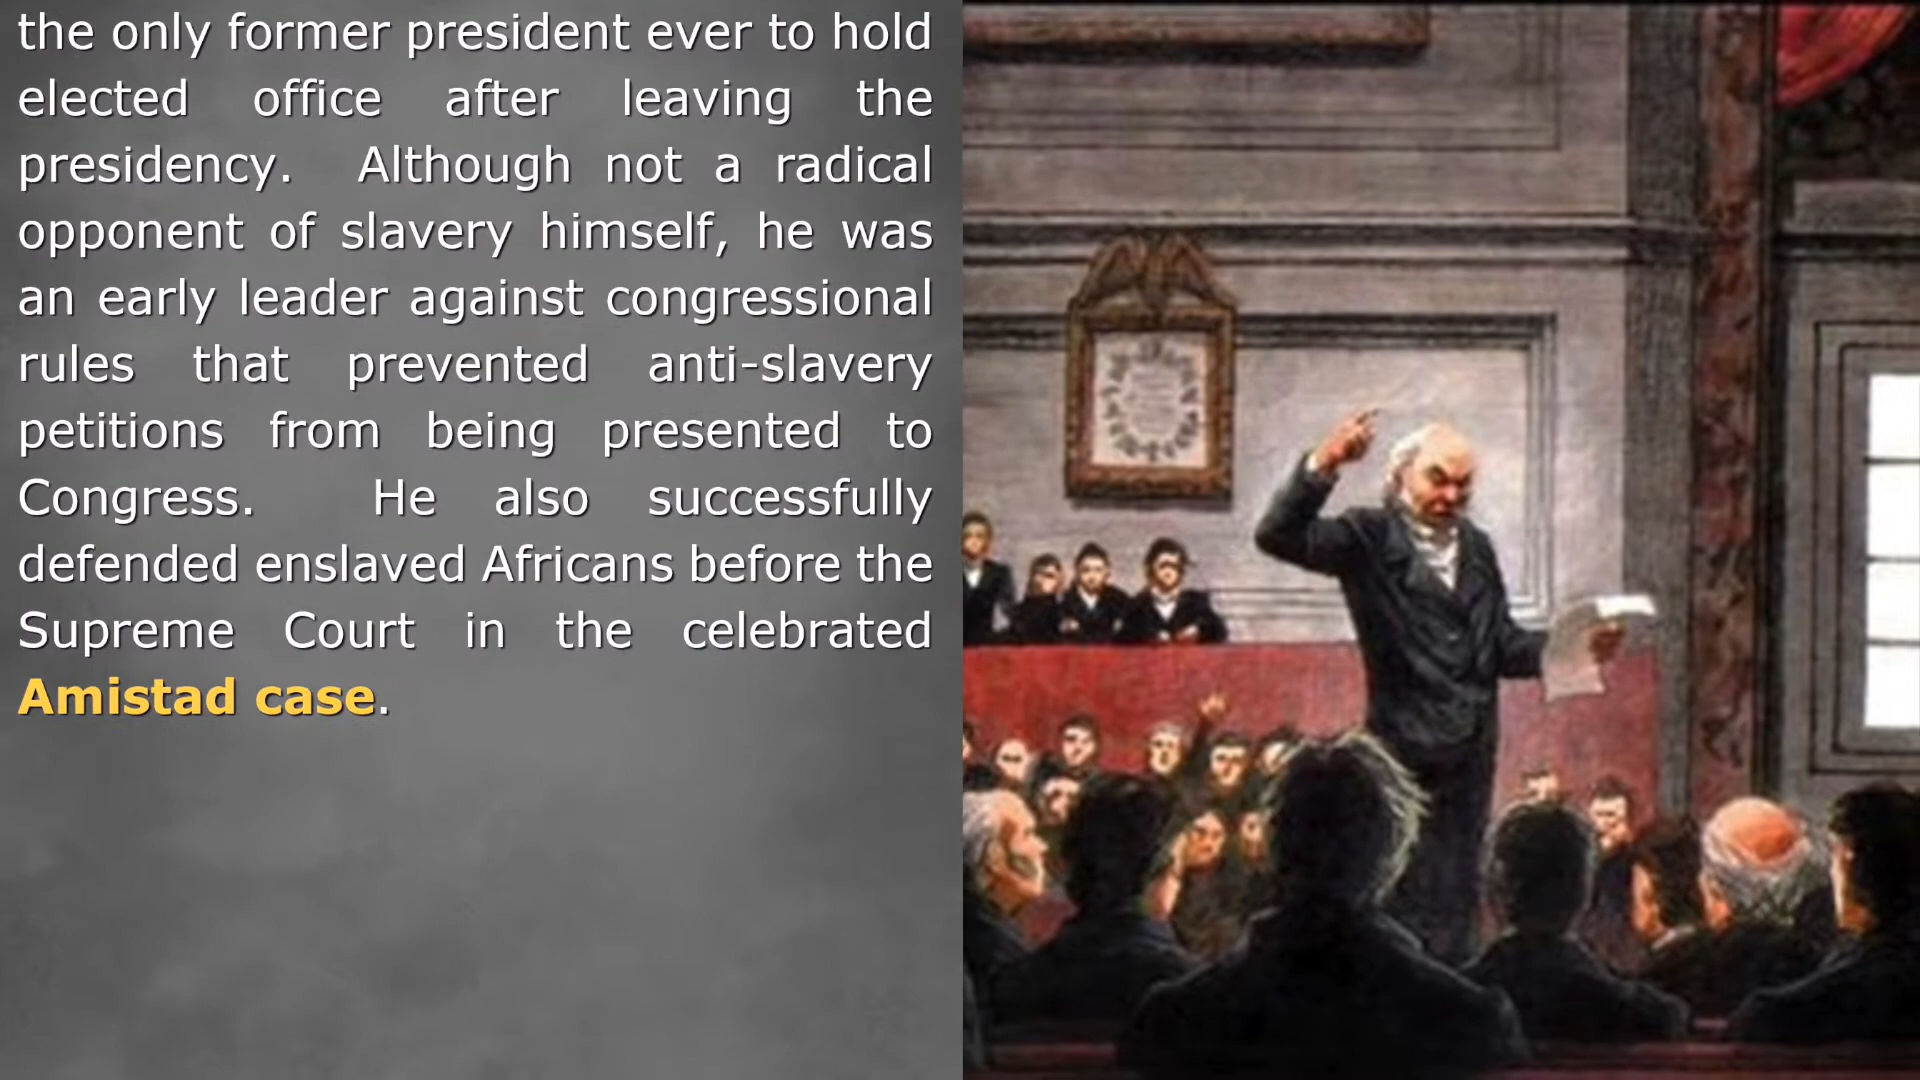 the only former president ever to hold
elected office after leaving the
presidency. Although not a radical
opponent of slavery himself, he was
an early leader against congressional
rules that prevented anti-slavery
petitions from being presented to
Congress. He also successfully
defended enslaved Africans before the
Supreme Court in the celebrated
Amistad case.